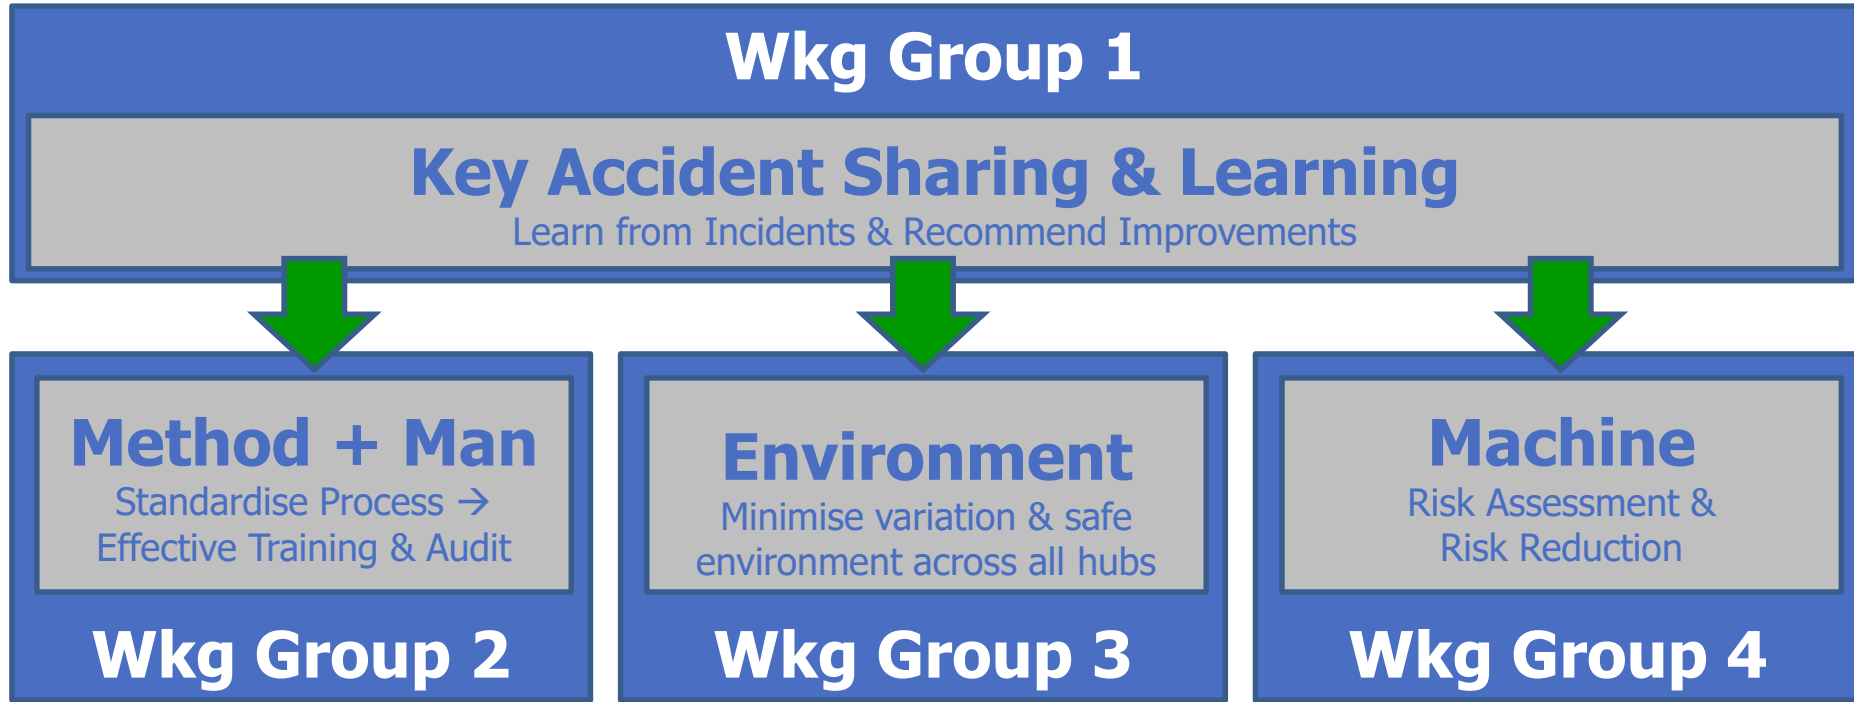 Wkg Group 1
Key Accident Sharing & Learning
Learn from Incidents & Recommend Improvements
Method + Man
Standardise Process →
Effective Training & Audit
Wkg Group 2
Environment
Minimise variation & safe
environment across all hubs
Wkg Group 3
Machine
Risk Assessment &
Risk Reduction
Wkg Group 4